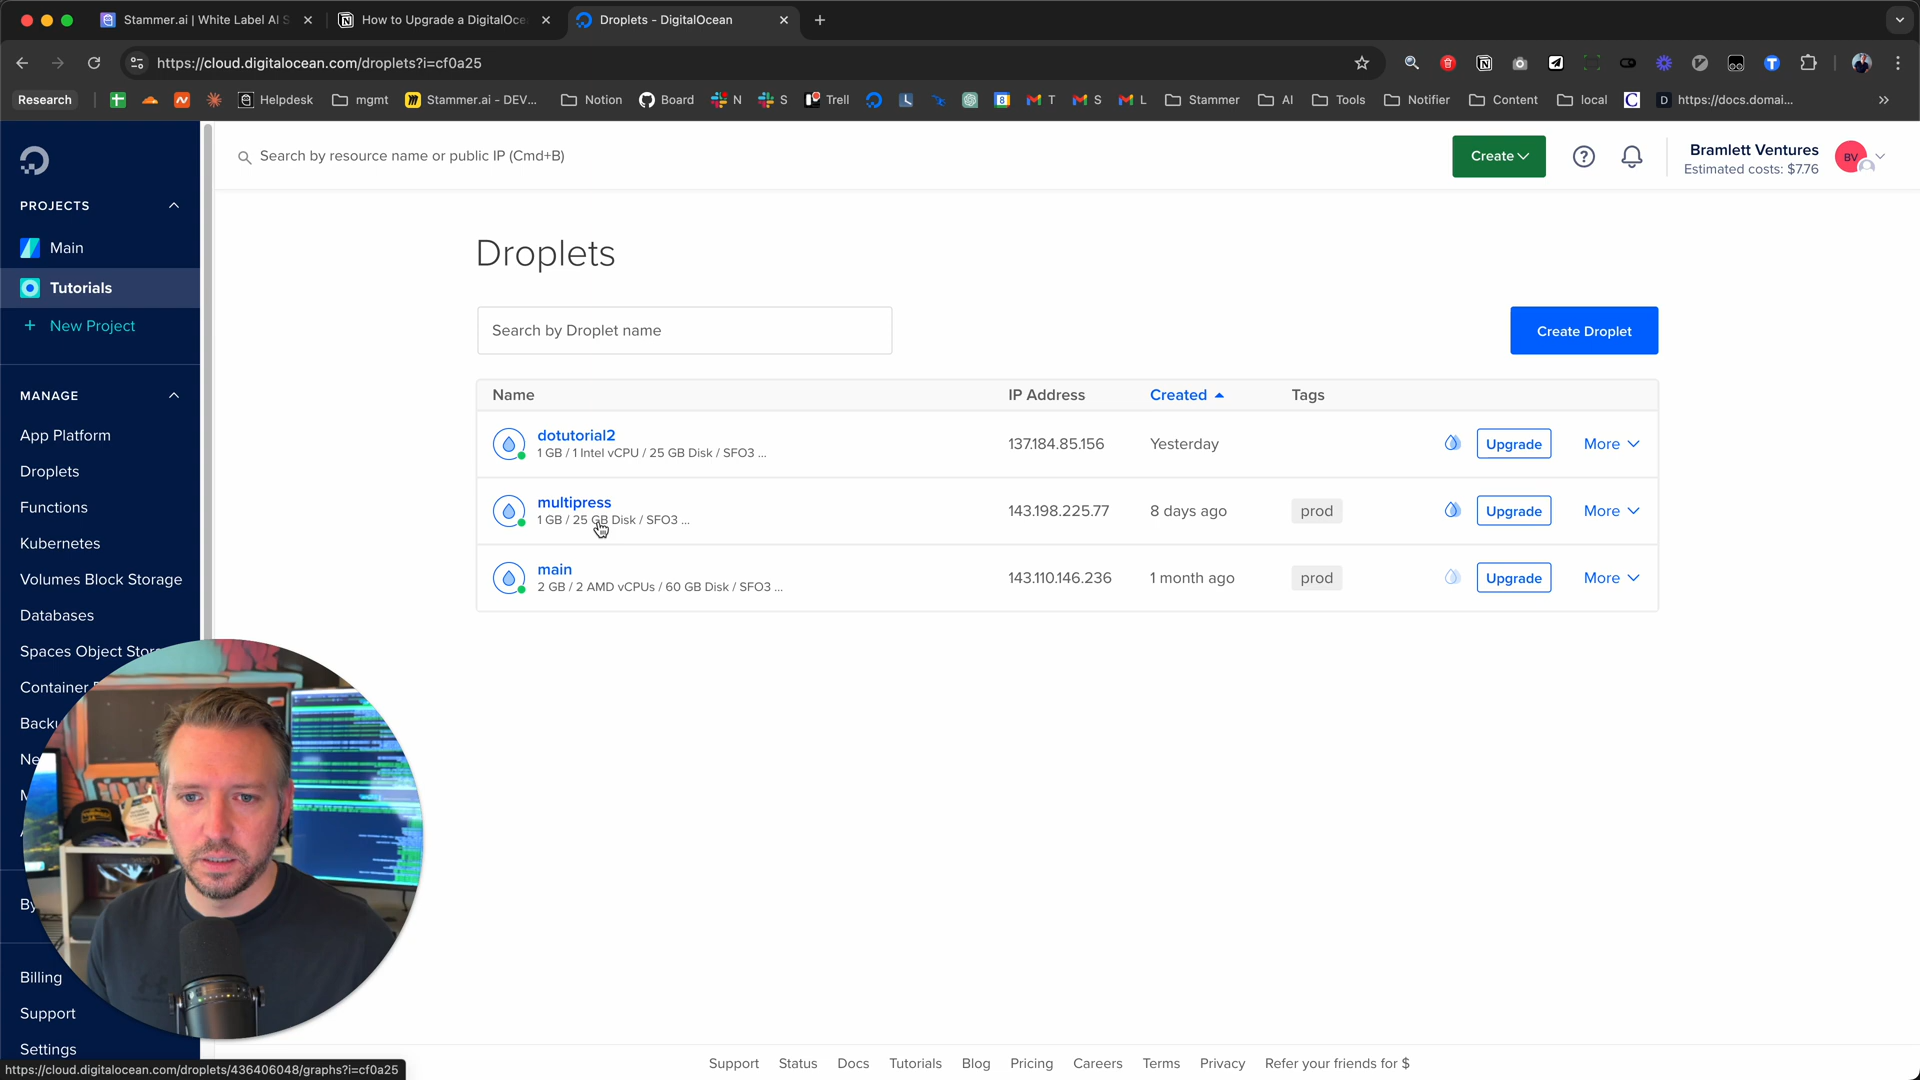 Stammer.ai | White Label AI S
How to Upgrade a DigitalOce
Droplets - DigitalOcean
https://cloud.digitalocean.com/droplets?i=cf0a25
Research
Helpdesk
mgmt
Stammer.ai - DEV...
Notion
Board
N
S
Trell
M T
M S
M L
Stammer
AI
Tools
Notifier
Content
local
https://docs.domai...
Search by resource name or public IP (Cmd+B)
Create
Bramlett Ventures
Estimated costs: $7.76
BV
PROJECTS
Main
Tutorials
+ New Project
MANAGE
App Platform
Droplets
Functions
Kubernetes
Volumes Block Storage
Databases
Spaces Object Stor
Container
Backu
Ne
By
Billing
Support
Settings
Droplets
Search by Droplet name
Create Droplet
Name
IP Address
Created
Tags
dotutorial2
1 GB / 1 Intel vCPU / 25 GB Disk / SFO3 ...
137.184.85.156
Yesterday
Upgrade
More
multipress
1 GB / 25 GB Disk / SFO3 ...
143.198.225.77
8 days ago
prod
Upgrade
More
main
2 GB / 2 AMD vCPUs / 60 GB Disk / SFO3 ...
143.110.146.236
1 month ago
prod
Upgrade
More
Support
Status
Docs
Tutorials
Blog
Pricing
Careers
Terms
Privacy
Refer your friends for $
https://cloud.digitalocean.com/droplets/436406048/graphs?i=cf0a25